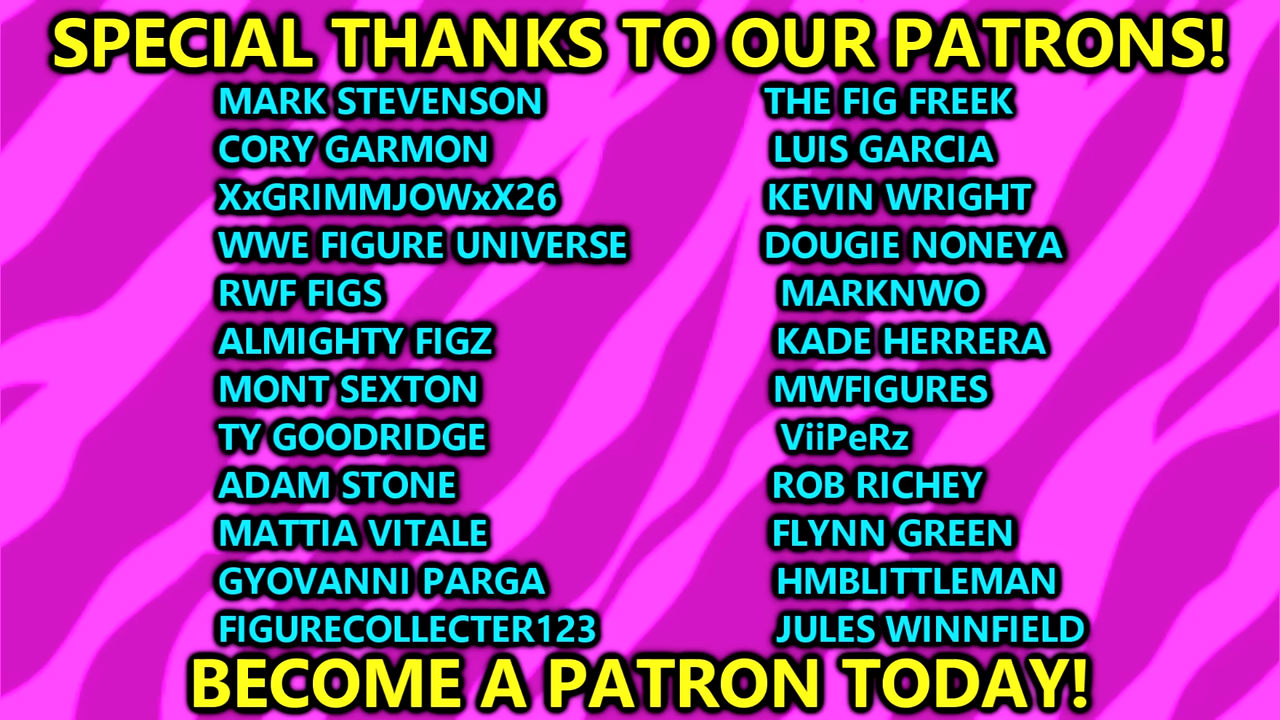 SPECIAL THANKS TO OUR PATRONS!
MARK STEVENSON
CORY GARMON
XxGRIMMJOWxX26
WWE FIGURE UNIVERSE
RWF FIGS
ALMIGHTY FIGZ
MONT SEXTON
TY GOODRIDGE
ADAM STONE
MATTIA VITALE
GYOVANNI PARGA
FIGURECOLLECTER123
THE FIG FREEK
LUIS GARCIA
KEVIN WRIGHT
DOUGIE NONEYA
MARKNWO
KADE HERRERA
MWFIGURES
ViiPeRz
ROB RICHEY
FLYNN GREEN
HMBLITTLEMAN
JULES WINNFIELD
BECOME A PATRON TODAY!